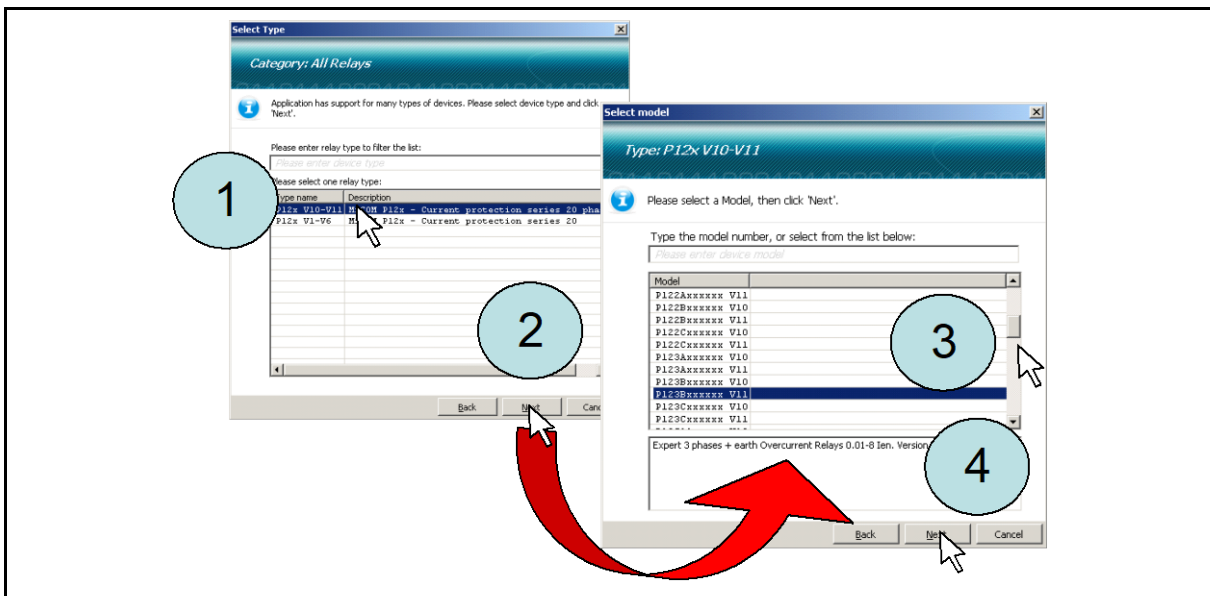 Select Type
Category: All Relays
Application has support for many types of devices. Please select device type and click
'Next'.
Please enter relay type to filter the list:
Please enter device type
Please select one relay type:
Type name Description
P12x V10-V11 MiCOM P12x - Current protection series 20 pha
P12x V1-V6 MiCOM P12x - Current protection series 20
Back Next Canc
1
2
Select model
Type: P12x V10-V11
Please select a Model, then click 'Next'.
Type the model number, or select from the list below:
Please enter device model
Model
P122Axxxxxx V11
P122Bxxxxxx V10
P122Bxxxxxx V11
P122Cxxxxxx V10
P122Cxxxxxx V11
P123Axxxxxx V10
P123Axxxxxx V11
P123Bxxxxxx V10
P123Bxxxxxx V11
P123Cxxxxxx V10
P123Cxxxxxx V11
Expert 3 phases + earth Overcurrent Relays 0.01-8 Ien. Version
Back Next Cancel
3
4